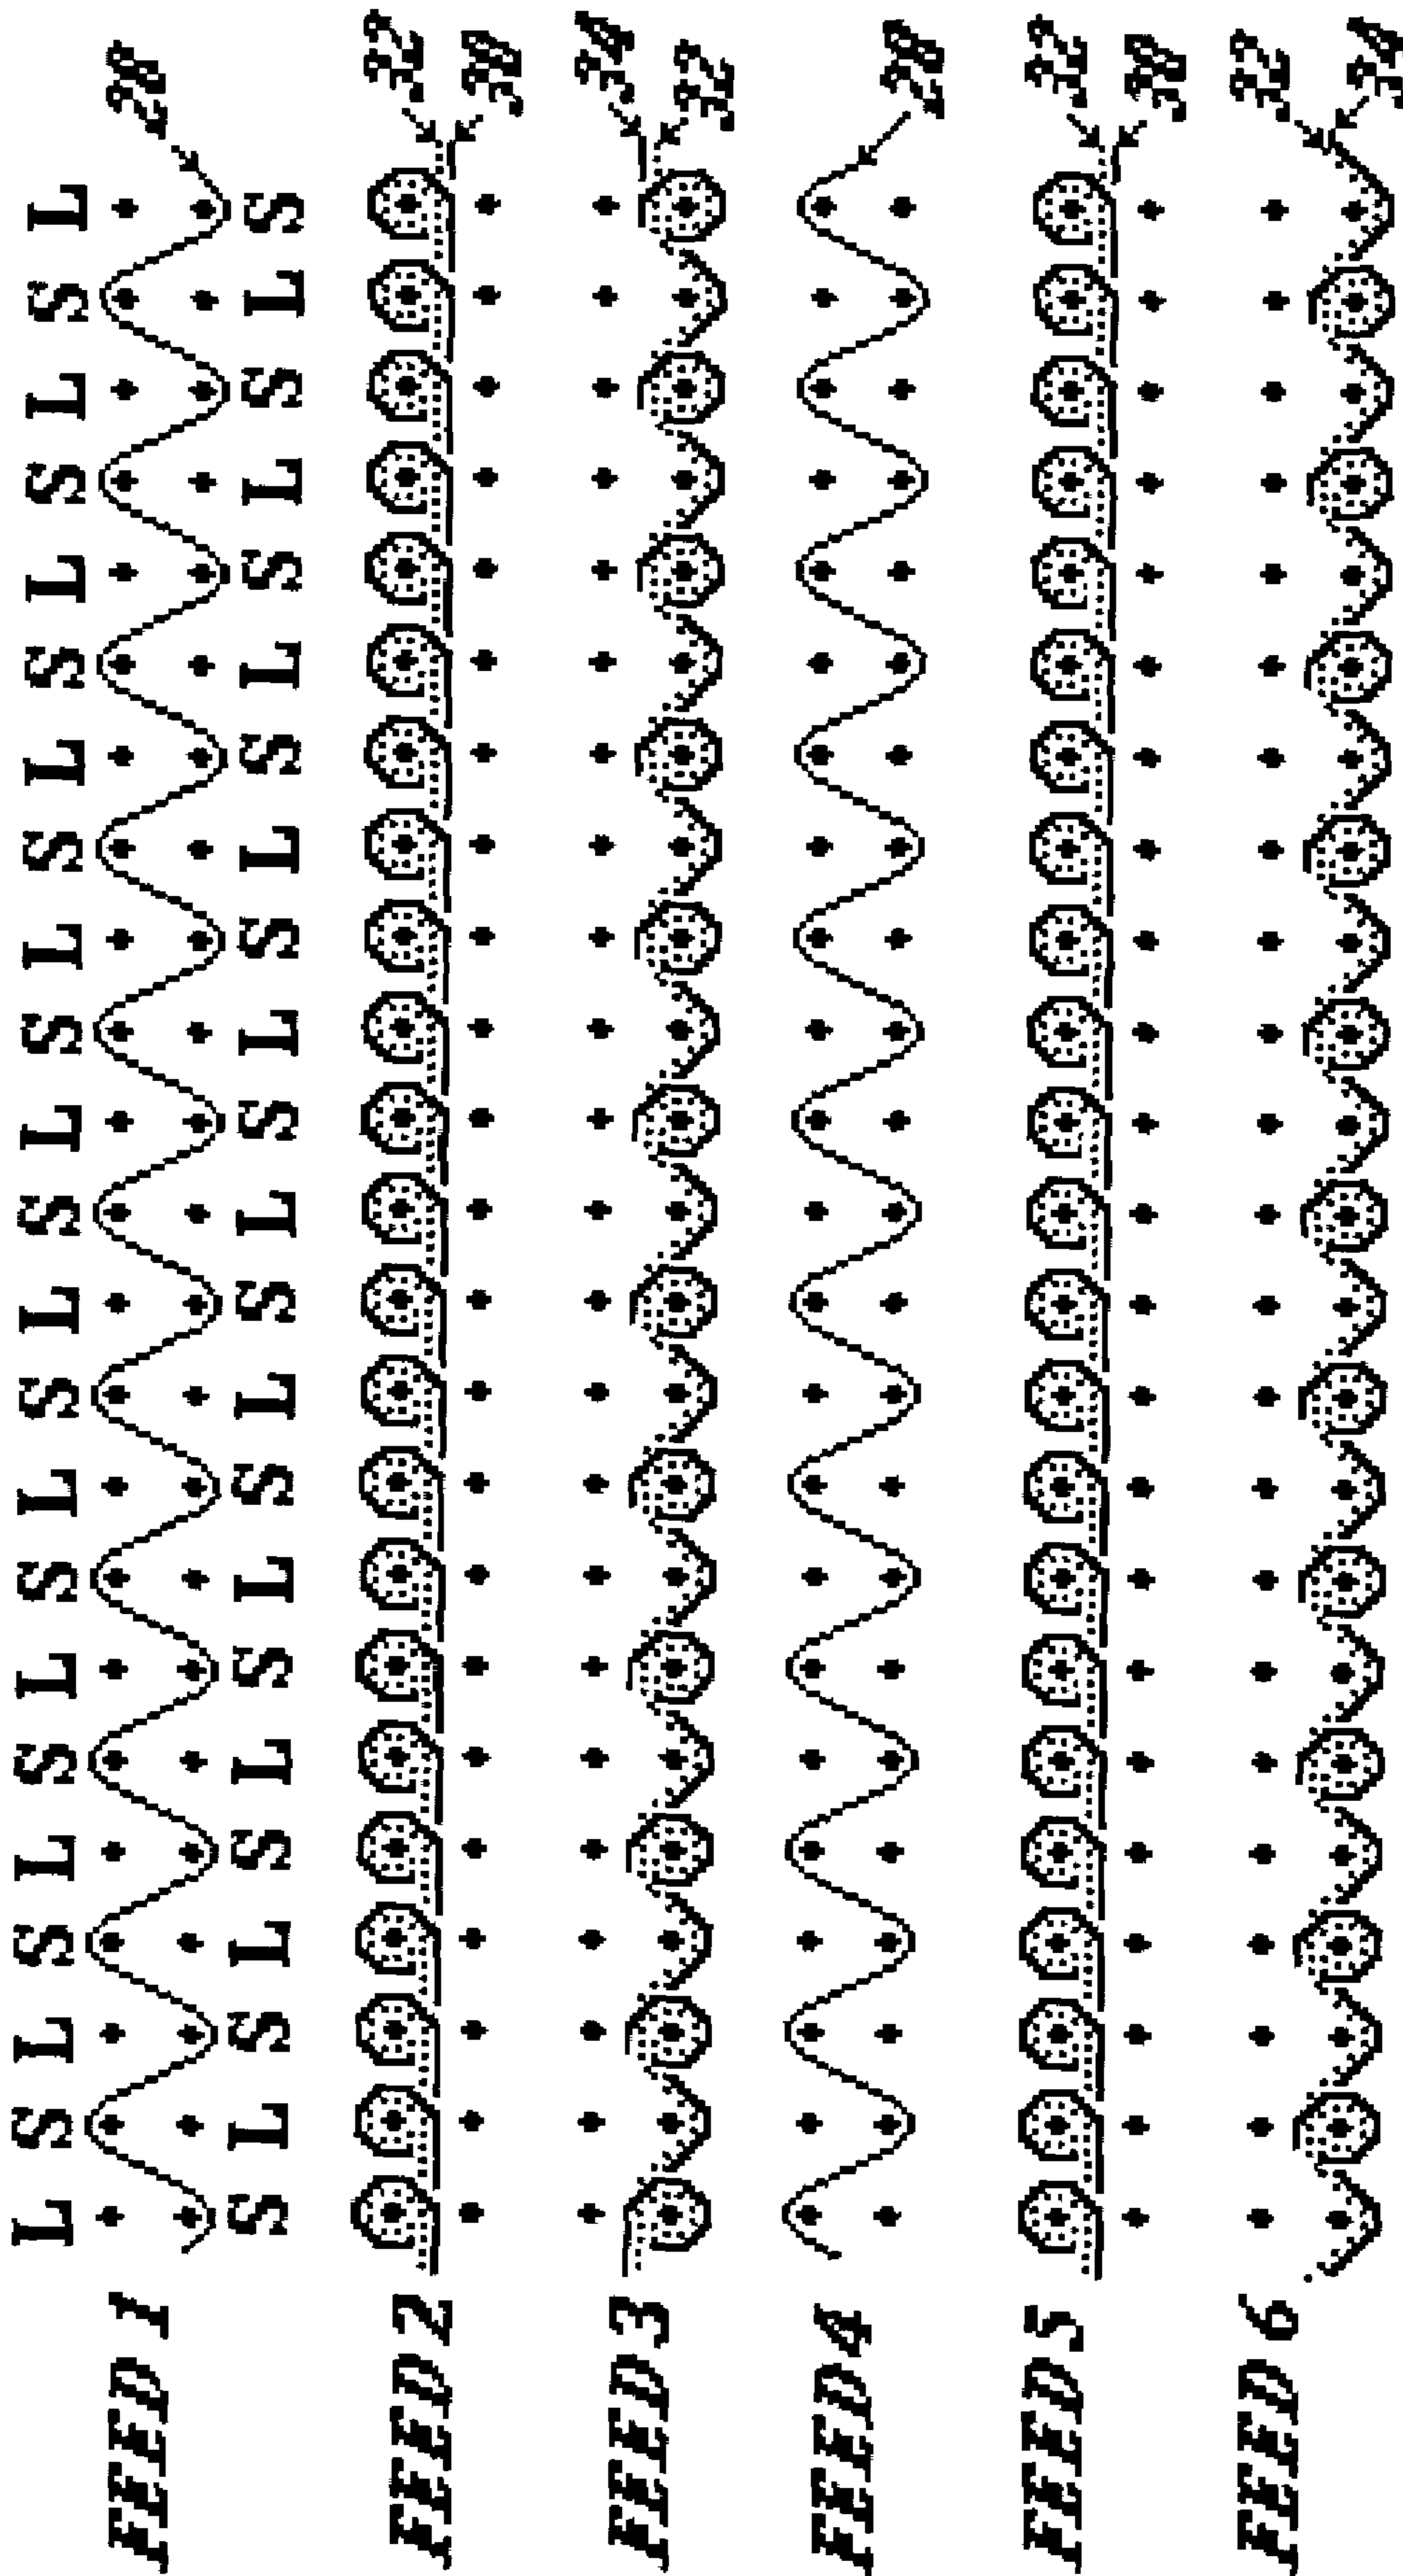 L S L S L S L S L S L S L S L S L S L S L S L
FEED 1 28
S L S L S L S L S L S L S L S L S L S L S L S
32
FEED 2 30
34
FEED 3 32
FEED 4 28
32
FEED 5 30
32
FEED 6 34